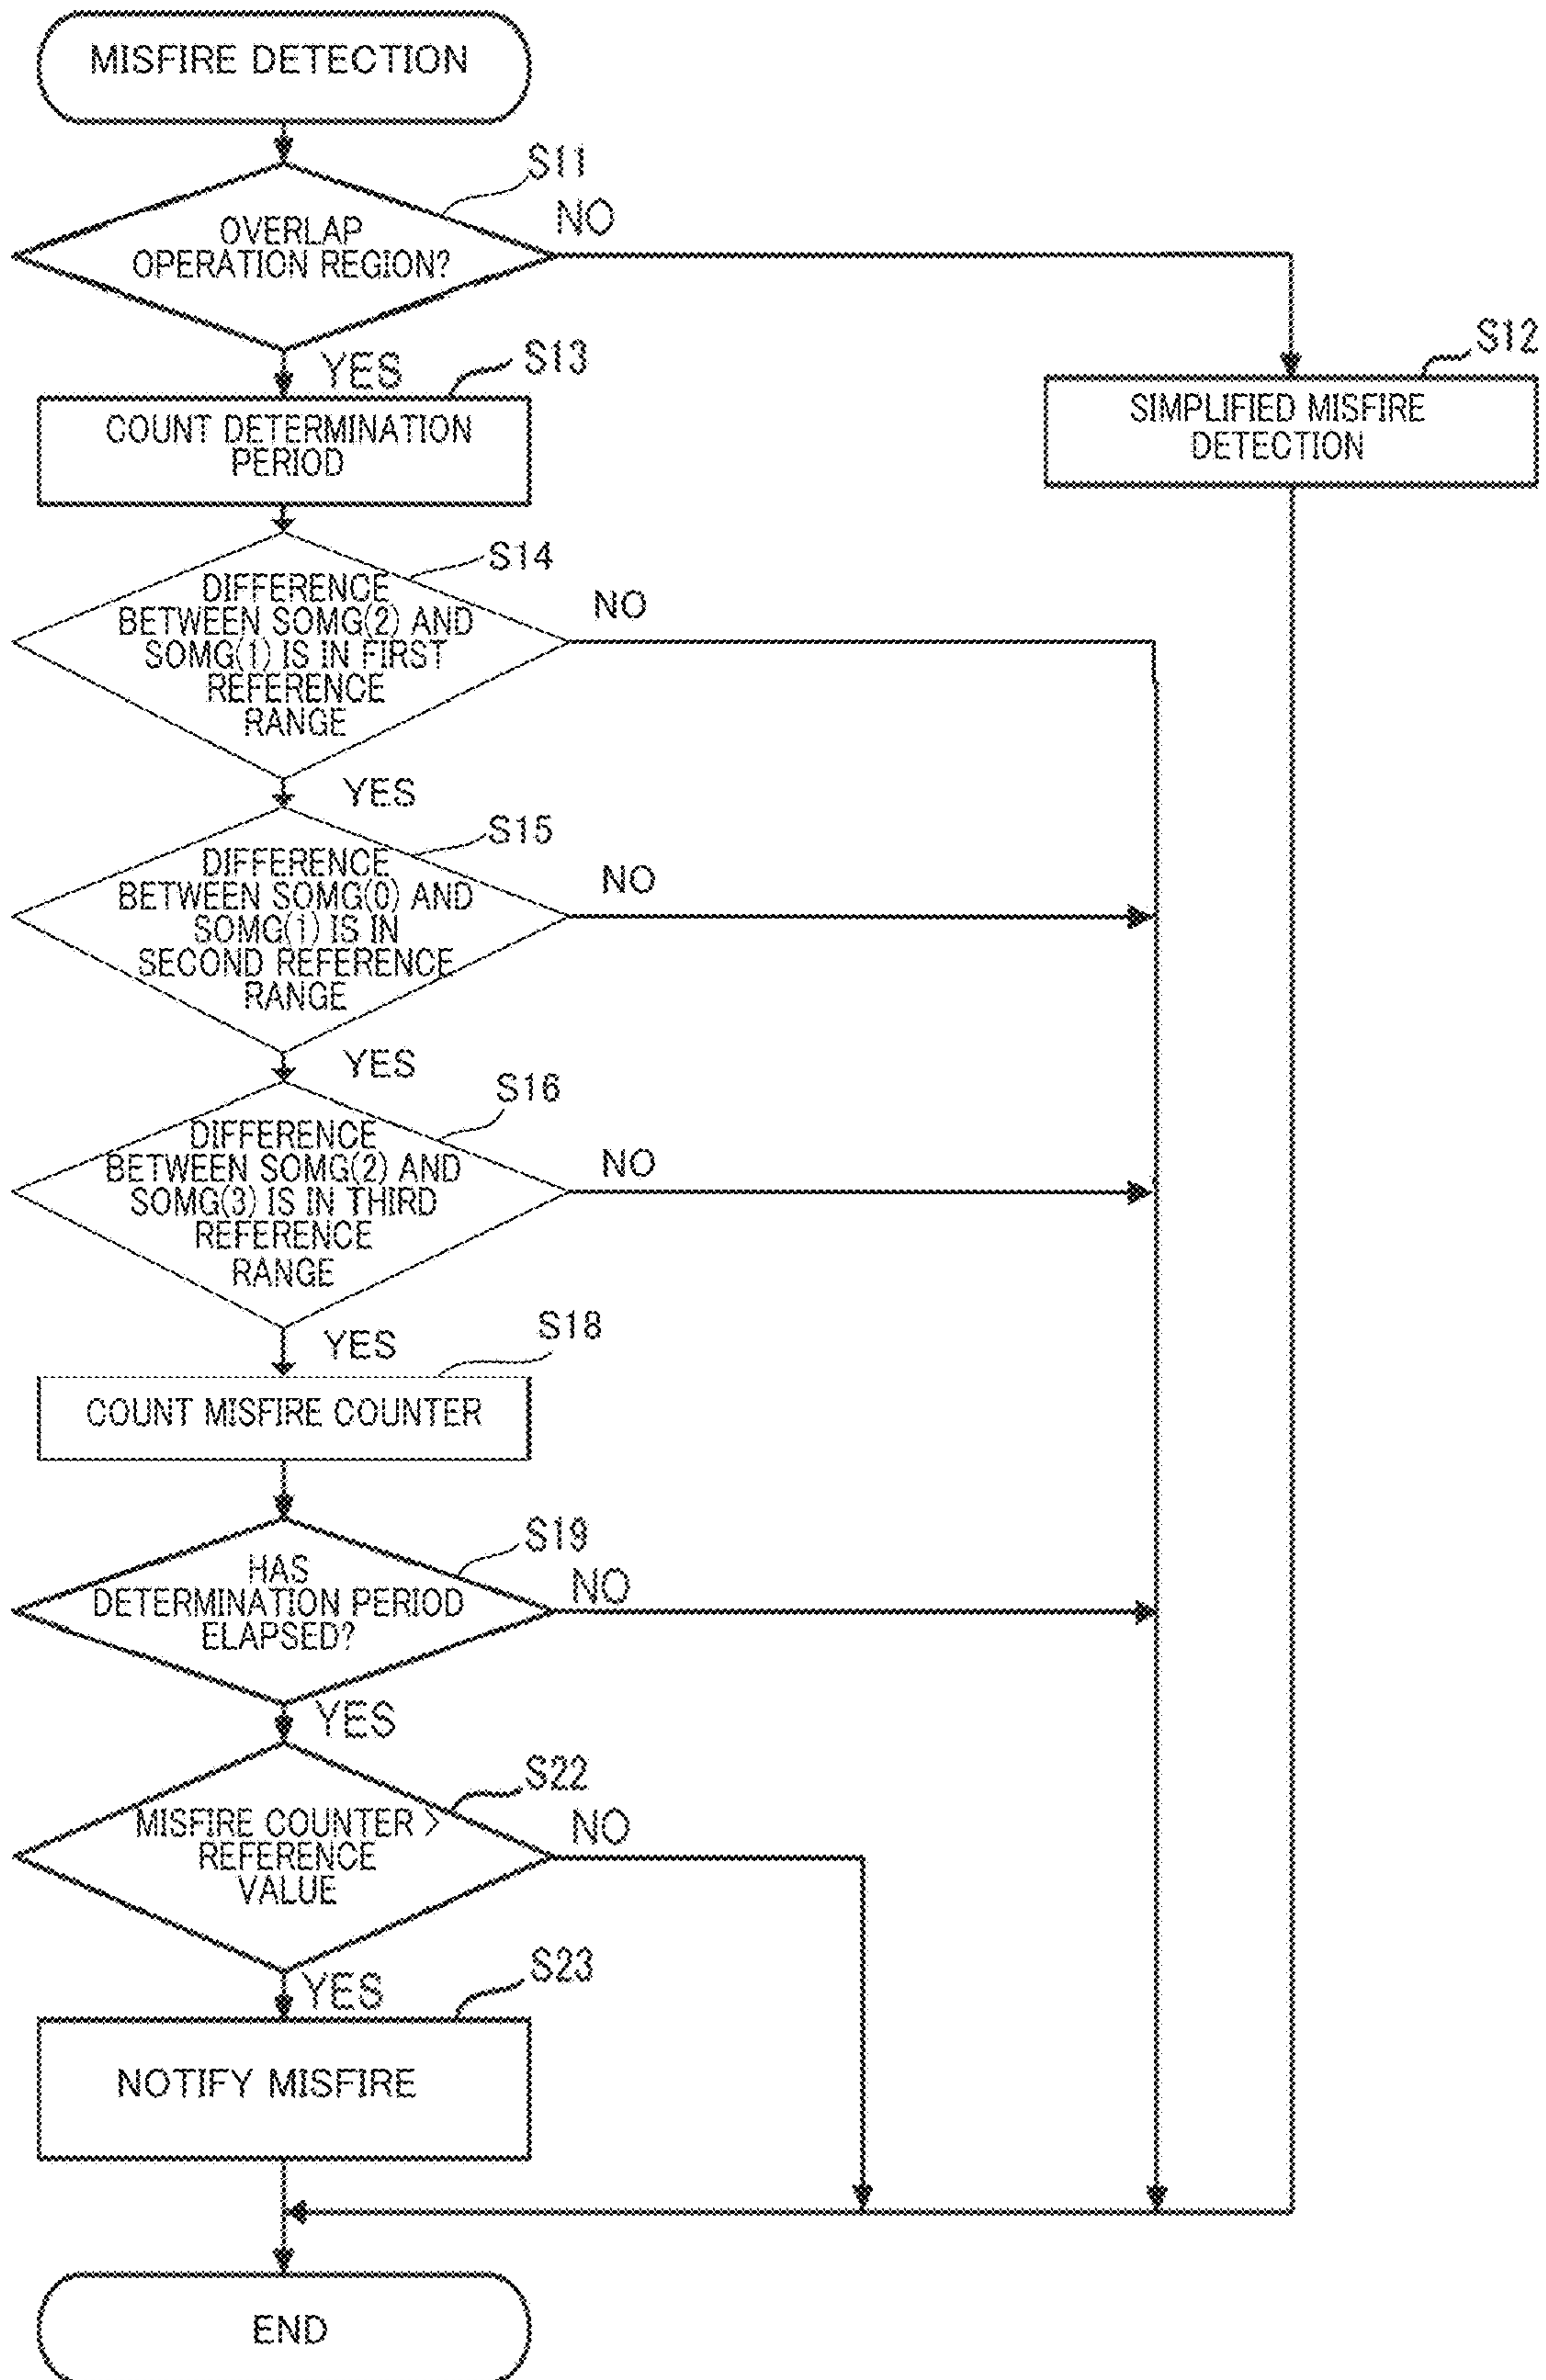 MISFIRE DETECTION
S11
OVERLAP
OPERATION REGION?
NO
YES
S12
SIMPLIFIED MISFIRE
DETECTION
S13
COUNT DETERMINATION
PERIOD
S14
DIFFERENCE
BETWEEN SOMG(2) AND
SOMG(1) IS IN FIRST
REFERENCE
RANGE
NO
YES
S15
DIFFERENCE
BETWEEN SOMG(0) AND
SOMG(1) IS IN
SECOND REFERENCE
RANGE
NO
YES
S16
DIFFERENCE
BETWEEN SOMG(2) AND
SOMG(3) IS IN THIRD
REFERENCE
RANGE
NO
YES
S18
COUNT MISFIRE COUNTER
S19
HAS
DETERMINATION PERIOD
ELAPSED?
NO
YES
S22
MISFIRE COUNTER >
REFERENCE
VALUE
NO
YES
S23
NOTIFY MISFIRE
END